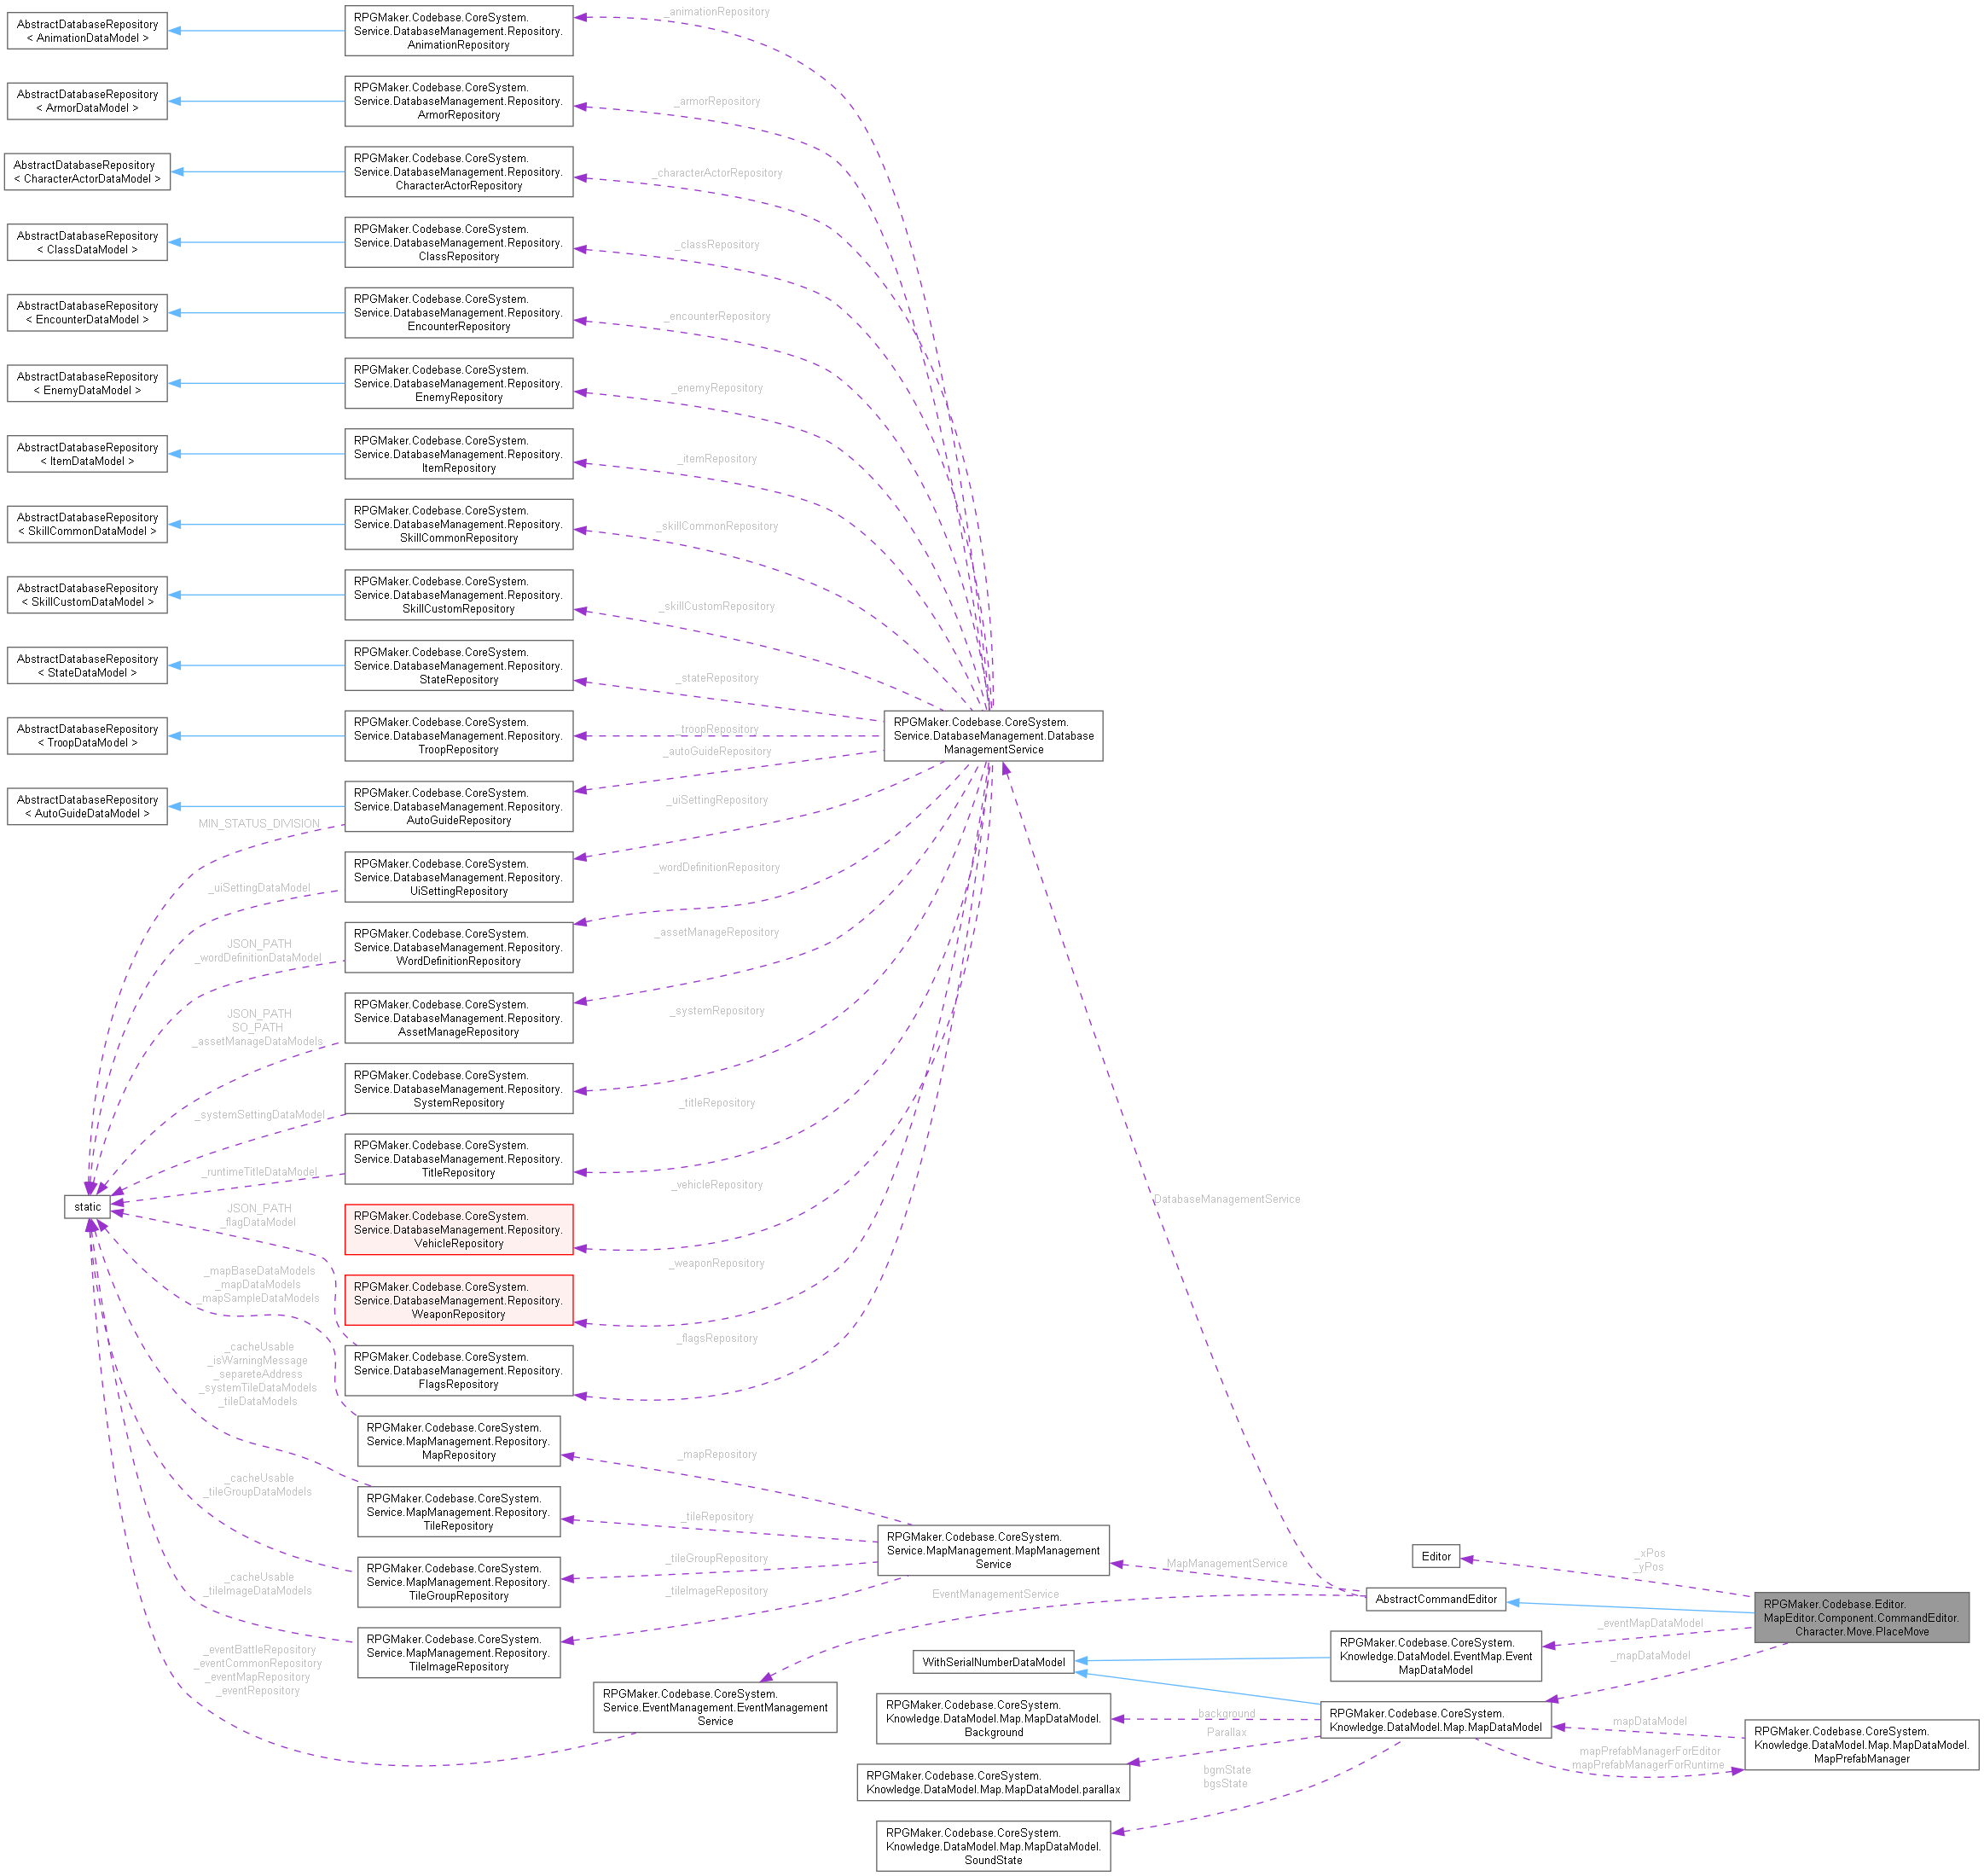 AbstractDatabaseRepository
< AnimationDataModel >
AbstractDatabaseRepository
< ArmorDataModel >
AbstractDatabaseRepository
< CharacterActorDataModel >
AbstractDatabaseRepository
< ClassDataModel >
AbstractDatabaseRepository
< EncounterDataModel >
AbstractDatabaseRepository
< EnemyDataModel >
AbstractDatabaseRepository
< ItemDataModel >
AbstractDatabaseRepository
< SkillCommonDataModel >
AbstractDatabaseRepository
< SkillCustomDataModel >
AbstractDatabaseRepository
< StateDataModel >
AbstractDatabaseRepository
< TroopDataModel >
AbstractDatabaseRepository
< AutoGuideDataModel >
static
MIN_STATUS_DIVISION
_uiSettingDataModel
JSON_PATH
_wordDefinitionDataModel
JSON_PATH
SO_PATH
_assetManageDataModels
_systemSettingDataModel
_runtimeTitleDataModel
JSON_PATH
_flagDataModel
_mapBaseDataModels
_mapDataModels
_mapSampleDataModels
_cacheUsable
_isWarningMessage
_separeteAddress
_systemTileDataModels
_tileDataModels
_cacheUsable
_tileGroupDataModels
_cacheUsable
_tileImageDataModels
_eventBattleRepository
_eventCommonRepository
_eventMapRepository
_eventRepository
RPGMaker.Codebase.CoreSystem.
Service.DatabaseManagement.Repository.
AnimationRepository
RPGMaker.Codebase.CoreSystem.
Service.DatabaseManagement.Repository.
ArmorRepository
RPGMaker.Codebase.CoreSystem.
Service.DatabaseManagement.Repository.
CharacterActorRepository
RPGMaker.Codebase.CoreSystem.
Service.DatabaseManagement.Repository.
ClassRepository
RPGMaker.Codebase.CoreSystem.
Service.DatabaseManagement.Repository.
EncounterRepository
RPGMaker.Codebase.CoreSystem.
Service.DatabaseManagement.Repository.
EnemyRepository
RPGMaker.Codebase.CoreSystem.
Service.DatabaseManagement.Repository.
ItemRepository
RPGMaker.Codebase.CoreSystem.
Service.DatabaseManagement.Repository.
SkillCommonRepository
RPGMaker.Codebase.CoreSystem.
Service.DatabaseManagement.Repository.
SkillCustomRepository
RPGMaker.Codebase.CoreSystem.
Service.DatabaseManagement.Repository.
StateRepository
RPGMaker.Codebase.CoreSystem.
Service.DatabaseManagement.Repository.
TroopRepository
RPGMaker.Codebase.CoreSystem.
Service.DatabaseManagement.Repository.
AutoGuideRepository
RPGMaker.Codebase.CoreSystem.
Service.DatabaseManagement.Repository.
UiSettingRepository
RPGMaker.Codebase.CoreSystem.
Service.DatabaseManagement.Repository.
WordDefinitionRepository
RPGMaker.Codebase.CoreSystem.
Service.DatabaseManagement.Repository.
AssetManageRepository
RPGMaker.Codebase.CoreSystem.
Service.DatabaseManagement.Repository.
SystemRepository
RPGMaker.Codebase.CoreSystem.
Service.DatabaseManagement.Repository.
TitleRepository
RPGMaker.Codebase.CoreSystem.
Service.DatabaseManagement.Repository.
VehicleRepository
RPGMaker.Codebase.CoreSystem.
Service.DatabaseManagement.Repository.
WeaponRepository
RPGMaker.Codebase.CoreSystem.
Service.DatabaseManagement.Repository.
FlagsRepository
RPGMaker.Codebase.CoreSystem.
Service.MapManagement.Repository.
MapRepository
RPGMaker.Codebase.CoreSystem.
Service.MapManagement.Repository.
TileRepository
RPGMaker.Codebase.CoreSystem.
Service.MapManagement.Repository.
TileGroupRepository
RPGMaker.Codebase.CoreSystem.
Service.MapManagement.Repository.
TileImageRepository
_animationRepository
_armorRepository
_characterActorRepository
_classRepository
_encounterRepository
_enemyRepository
_itemRepository
_skillCommonRepository
_skillCustomRepository
_stateRepository
_troopRepository
_autoGuideRepository
_uiSettingRepository
_wordDefinitionRepository
_assetManageRepository
_systemRepository
_titleRepository
_vehicleRepository
_weaponRepository
_flagsRepository
_mapRepository
_tileRepository
_tileGroupRepository
_tileImageRepository
RPGMaker.Codebase.CoreSystem.
Service.EventManagement.EventManagement
Service
RPGMaker.Codebase.CoreSystem.
Service.DatabaseManagement.Database
ManagementService
RPGMaker.Codebase.CoreSystem.
Service.MapManagement.MapManagement
Service
EventManagementService
WithSerialNumberDataModel
RPGMaker.Codebase.CoreSystem.
Knowledge.DataModel.Map.MapDataModel.
Background
RPGMaker.Codebase.CoreSystem.
Knowledge.DataModel.Map.MapDataModel.parallax
RPGMaker.Codebase.CoreSystem.
Knowledge.DataModel.Map.MapDataModel.
SoundState
DatabaseManagementService
MapManagementService
background
Parallax
bgmState
bgsState
Editor
AbstractCommandEditor
RPGMaker.Codebase.CoreSystem.
Knowledge.DataModel.EventMap.Event
MapDataModel
RPGMaker.Codebase.CoreSystem.
Knowledge.DataModel.Map.MapDataModel
_xPos
_yPos
_eventMapDataModel
_mapDataModel
mapDataModel
mapPrefabManagerForEditor
mapPrefabManagerForRuntime
RPGMaker.Codebase.Editor.
MapEditor.Component.CommandEditor.
Character.Move.PlaceMove
RPGMaker.Codebase.CoreSystem.
Knowledge.DataModel.Map.MapDataModel.
MapPrefabManager